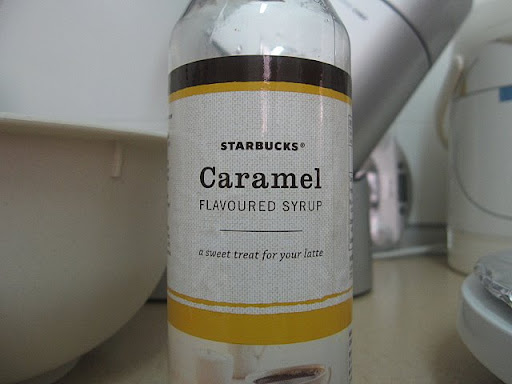 STARBUCKS®
Caramel
FLAVOURED SYRUP
a sweet treat for your latte